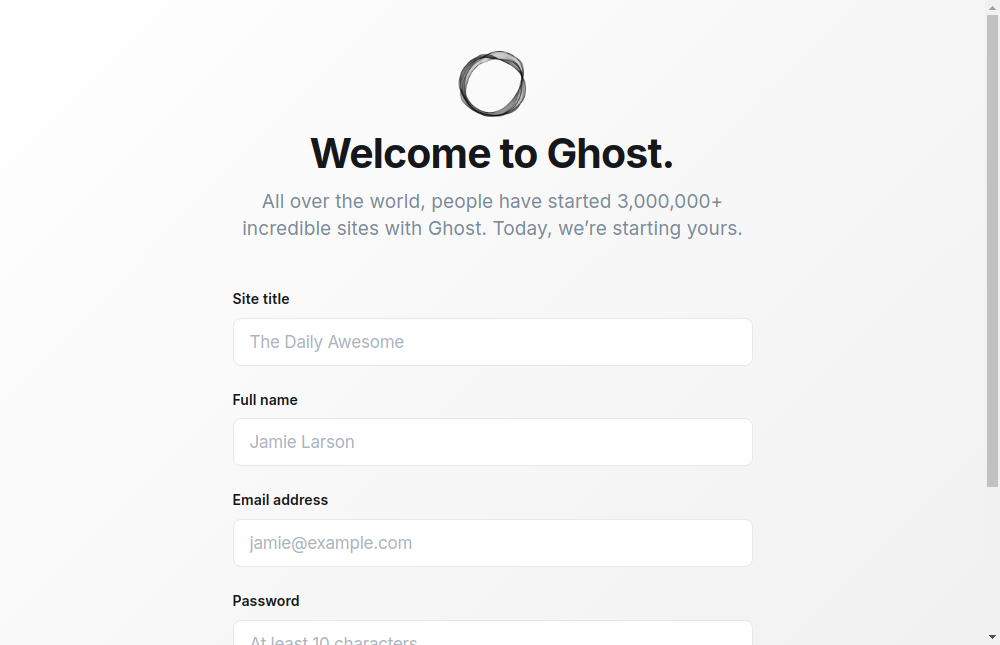 Welcome to Ghost.
All over the world, people have started 3,000,000+
incredible sites with Ghost. Today, we’re starting yours.
Site title
The Daily Awesome
Full name
Jamie Larson
Email address
jamie@example.com
Password
At least 10 characters